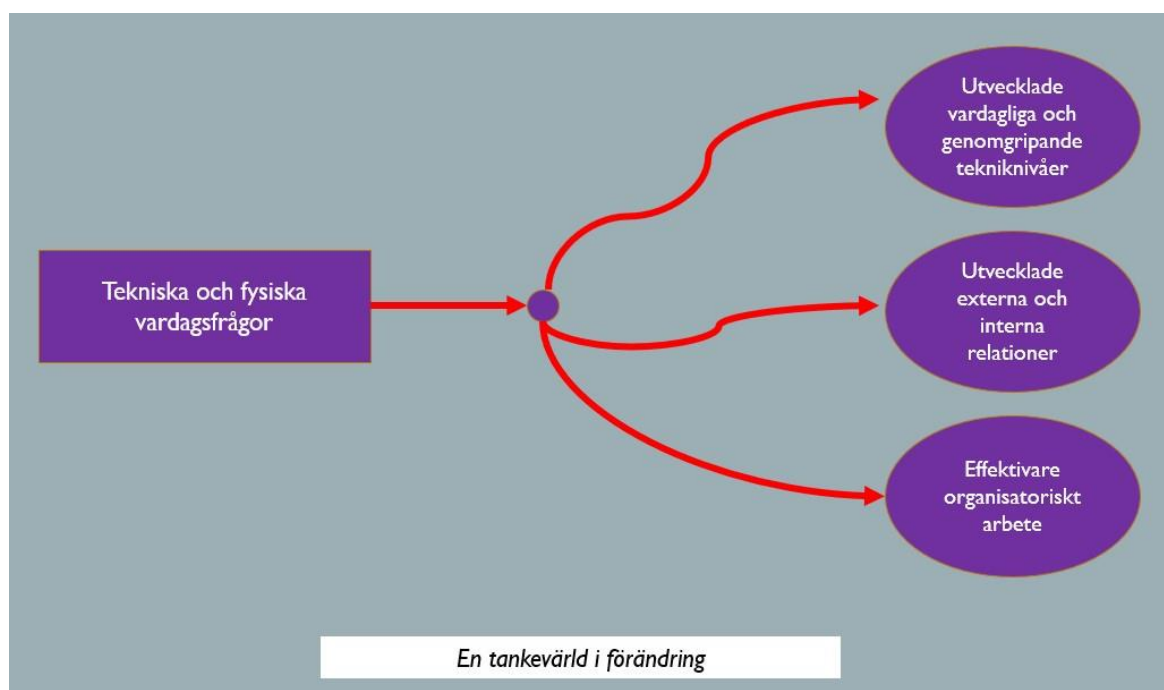 Utvecklade
vardagliga och
genomgripande
tekniknivåer
Tekniska och fysiska
vardagsfrågor
Utvecklade
externa och
interna
relationer
Effektivare
organisatoriskt
arbete
En tankevärld i förändring